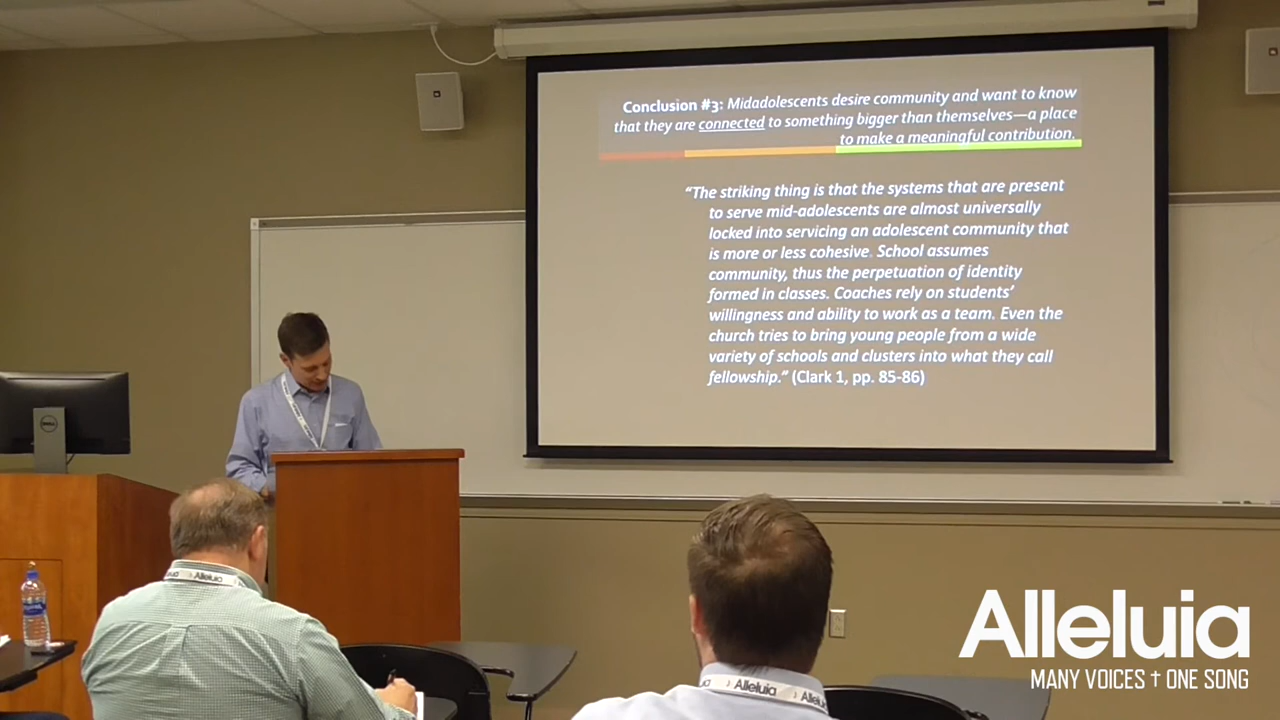 Conclusion #3: Midadolescents desire community and want to know
that they are connected to something bigger than themselves—a place
to make a meaningful contribution.
“The striking thing is that the systems that are present
to serve mid-adolescents are almost universally
locked into servicing an adolescent community that
is more or less cohesive. School assumes
community, thus the perpetuation of identity
formed in classes. Coaches rely on students’
willingness and ability to work as a team. Even the
church tries to bring young people from a wide
variety of schools and clusters into what they call
fellowship.” (Clark 1, pp. 85-86)
DELL
Alleluia
Alleluia
Alleluia
MANY VOICES † ONE SONG